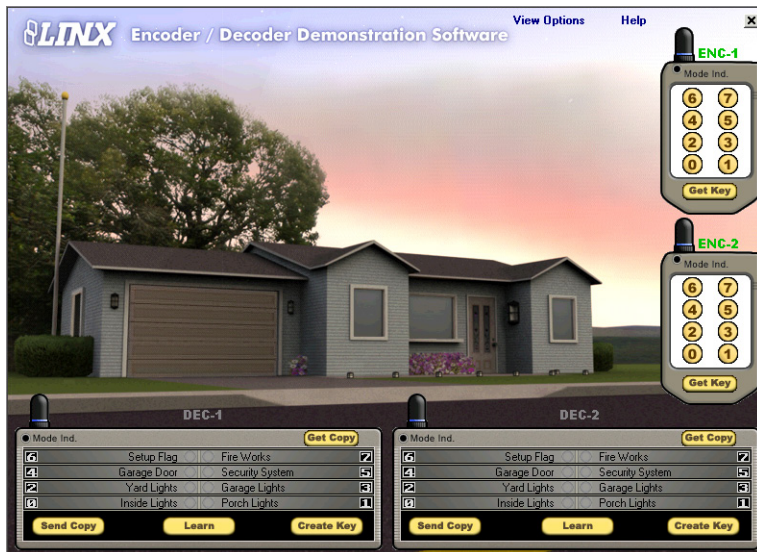 LINX Encoder / Decoder Demonstration Software
View Options Help X
ENC-1
Mode Ind.
6 7
4 5
2 3
0 1
Get Key
ENC-2
Mode Ind.
6 7
4 5
2 3
0 1
Get Key
DEC-1
Mode Ind. Get Copy
6 Setup Flag Fire Works 7
4 Garage Door Security System 5
2 Yard Lights Garage Lights 3
0 Inside Lights Porch Lights 1
Send Copy Learn Create Key
DEC-2
Mode Ind. Get Copy
6 Setup Flag Fire Works 7
4 Garage Door Security System 5
2 Yard Lights Garage Lights 3
0 Inside Lights Porch Lights 1
Send Copy Learn Create Key